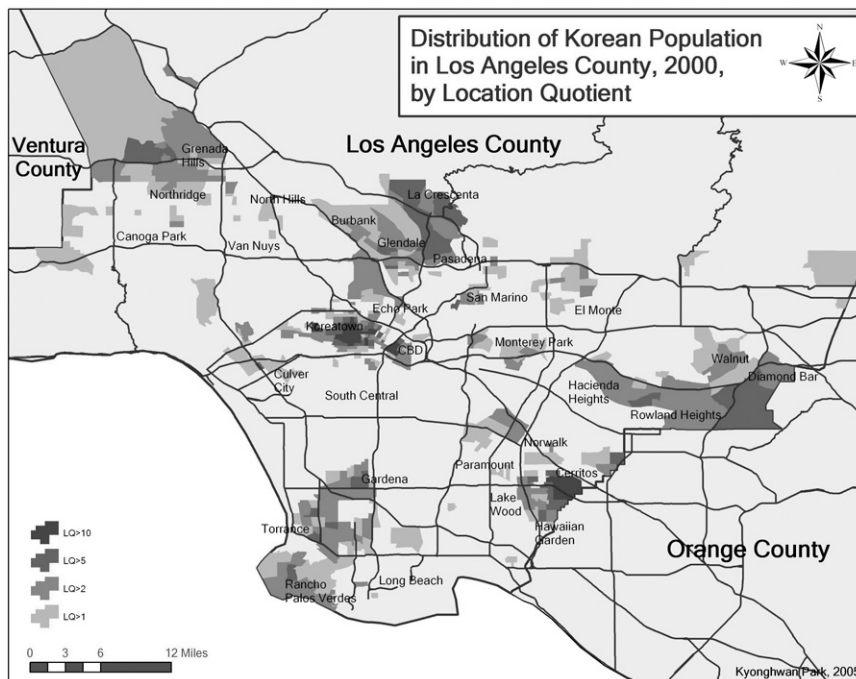 Distribution of Korean Population
in Los Angeles County, 2000,
by Location Quotient
N
W
E
S
Ventura
County
Los Angeles County
Grenada
Hills
Northridge
North Hills
La Crescenta
Burbank
Canoga Park
Van Nuys
Glendale
Pasadena
Echo Park
San Marino
El Monte
Koreatown
CBD
Monterey Park
Walnut
Culver
City
South Central
Hacienda
Heights
Diamond Bar
Rowland Heights
Norwalk
Paramount
Cerritos
Gardena
Lake
Wood
Torrance
Hawaiian
Garden
Orange County
Rancho
Palos Verdes
Long Beach
LQ>10
LQ>5
LQ>2
LQ>1
0 3 6 12 Miles
Kyonghwan Park, 2005